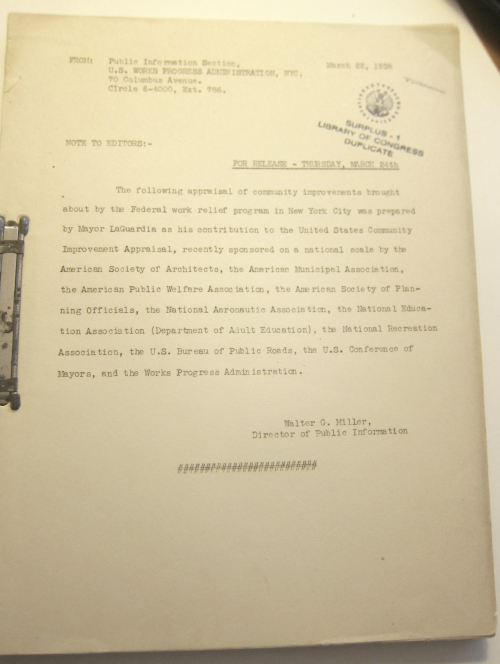 FROM: Public Information Section, March 22, 1938
U.S. WORKS PROGRESS ADMINISTRATION, NYC,
70 Columbus Avenue.
CIrcle 6-4000, Ext. 796.
SURPLUS - 1
LIBRARY OF CONGRESS
DUPLICATE
NOTE TO EDITORS:-
FOR RELEASE - THURSDAY, MARCH 24th
The following appraisal of community improvements brought
about by the Federal work relief program in New York City was prepared
by Mayor LaGuardia as his contribution to the United States Community
Improvement Appraisal, recently sponsored on a national scale by the
American Society of Architects, the American Municipal Association,
the American Public Welfare Association, the American Society of Plan-
ning Officials, the National Aeronautic Association, the National Educa-
tion Association (Department of Adult Education), the National Recreation
Association, the U.S. Bureau of Public Roads, the U.S. Conference of
Mayors, and the Works Progress Administration.
Walter G. Miller,
Director of Public Information